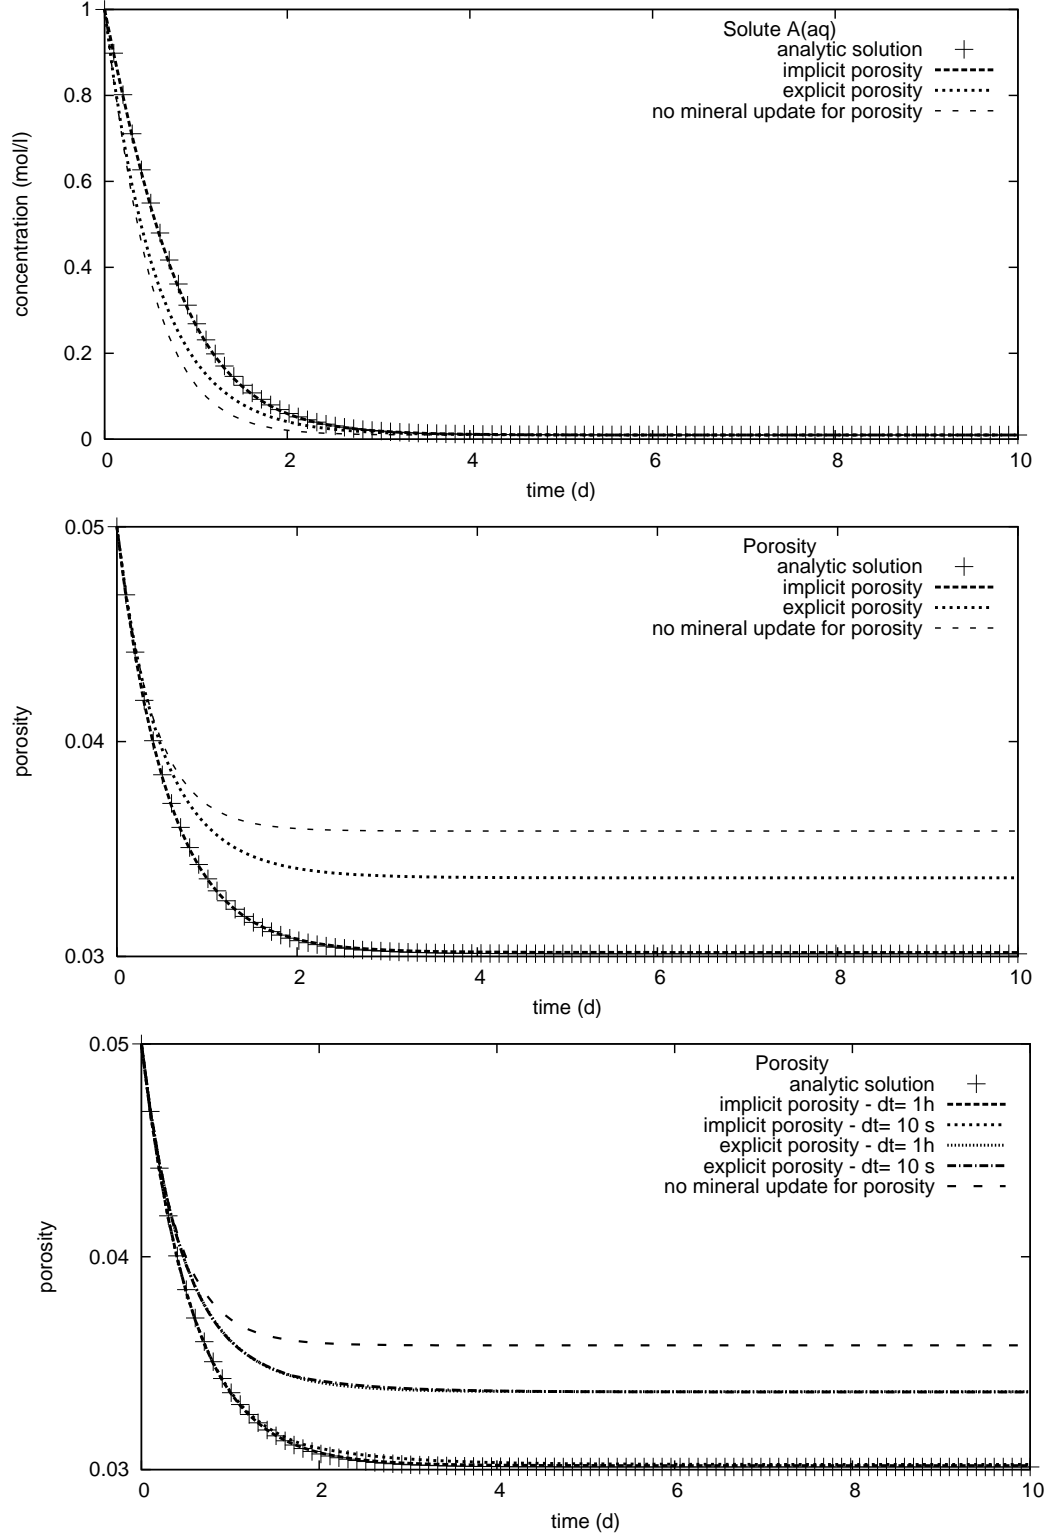 1
0.8
0.6
0.4
0.2
0
concentration (mol/l)
Solute A(aq)
analytic solution
implicit porosity
explicit porosity
no mineral update for porosity
0 2 4 6 8 10
time (d)
0.05
0.04
0.03
porosity
Porosity
analytic solution
implicit porosity
explicit porosity
no mineral update for porosity
0 2 4 6 8 10
time (d)
0.05
0.04
0.03
porosity
Porosity
analytic solution
implicit porosity - dt= 1h
implicit porosity - dt= 10 s
explicit porosity - dt= 1h
explicit porosity - dt= 10 s
no mineral update for porosity
0 2 4 6 8 10
time (d)